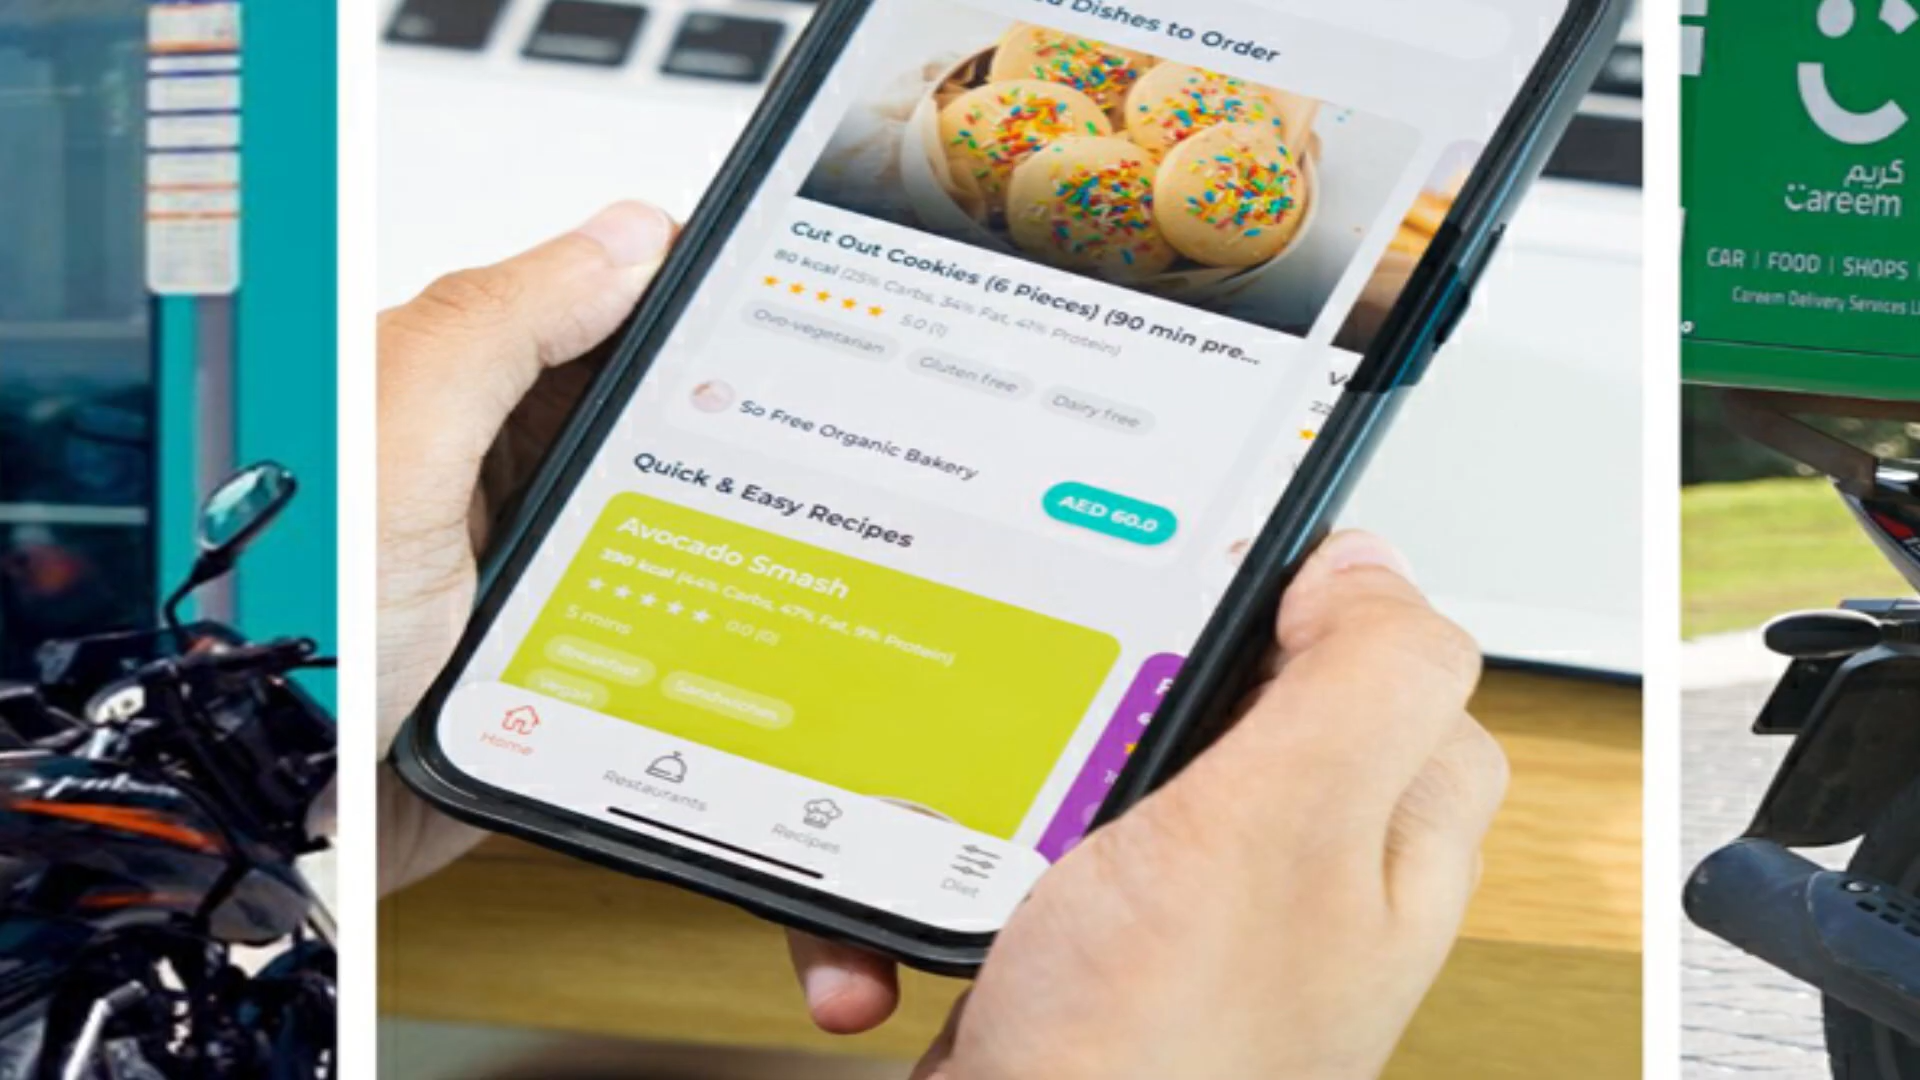 Dishes to Order
Cut Out Cookies (6 Pieces) (90 min pre...
80 kcal (25% Carbs, 34% Fat, 41% Protein)
5.0 (1)
Ovo-vegetarian
Gluten free
Dairy free
So Free Organic Bakery
AED 60.0
Quick & Easy Recipes
Avocado Smash
390 kcal (44% Carbs, 47% Fat, 9% Protein)
0.0 (0)
5 mins
Breakfast
Sandwiches
Vegan
Home
Restaurants
Recipes
Diet
كريم
Careem
CAR | FOOD | SHOPS |
Careem Delivery Services